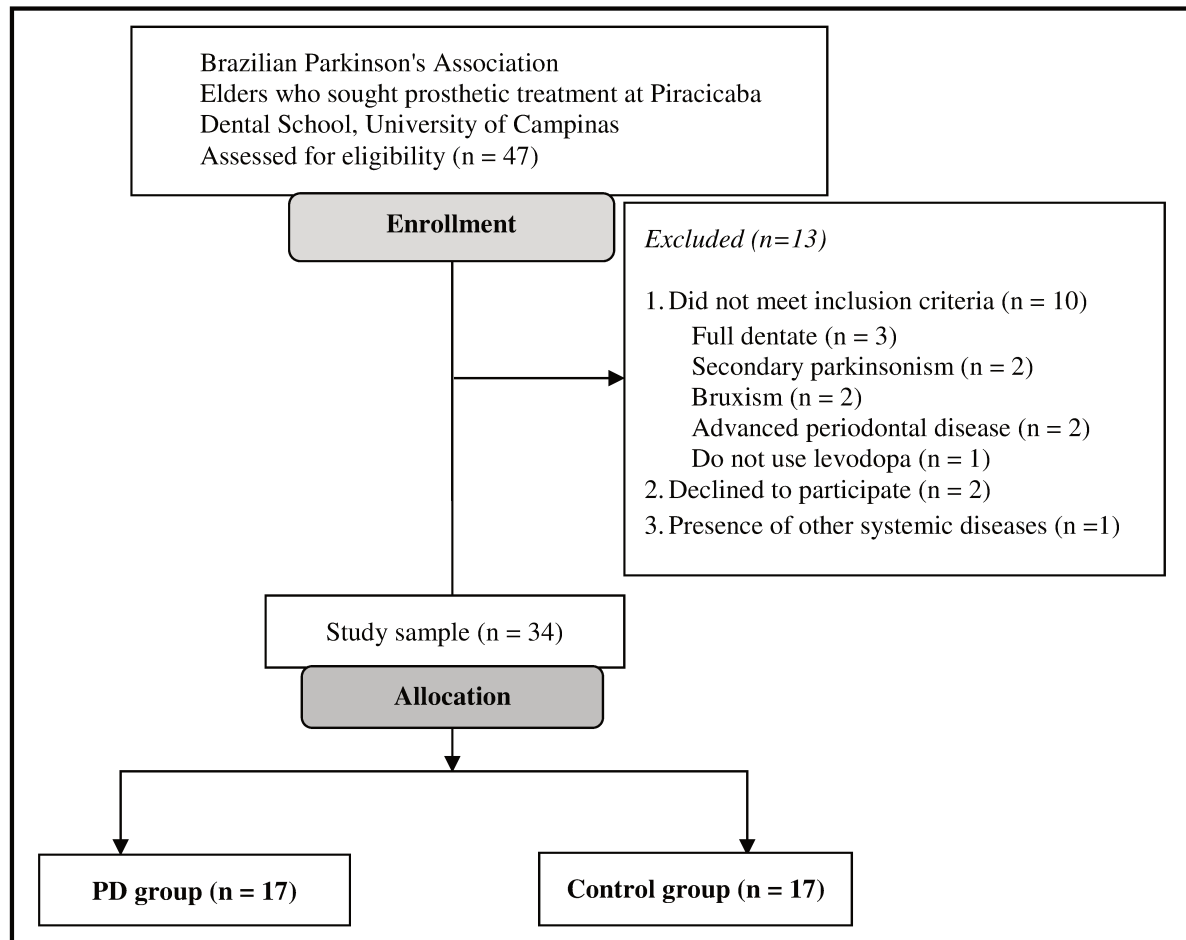 Brazilian Parkinson's Association
Elders who sought prosthetic treatment at Piracicaba
Dental School, University of Campinas
Assessed for eligibility (n = 47)
Enrollment
Excluded (n=13)
1. Did not meet inclusion criteria (n = 10)
Full dentate (n = 3)
Secondary parkinsonism (n = 2)
Bruxism (n = 2)
Advanced periodontal disease (n = 2)
Do not use levodopa (n = 1)
2. Declined to participate (n = 2)
3. Presence of other systemic diseases (n =1)
Study sample (n = 34)
Allocation
PD group (n = 17)
Control group (n = 17)